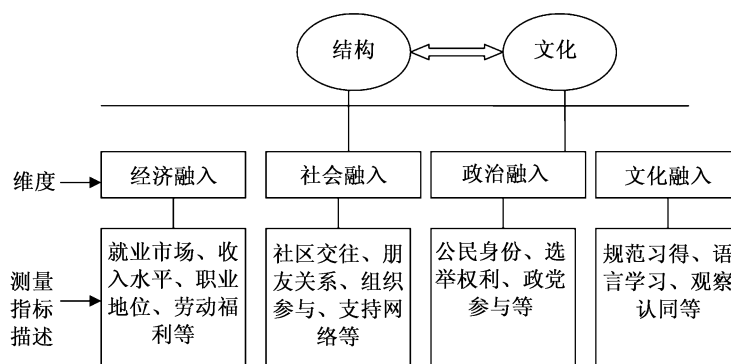 结构
文化
维度
经济融入
社会融入
政治融入
文化融入
测量
指标
描述
就业市场、收
入水平、职业
地位、劳动福
利等
社区交往、朋
友关系、组织
参与、支持网
络等
公民身份、选
举权利、政党
参与等
规范习得、语
言学习、观察
认同等